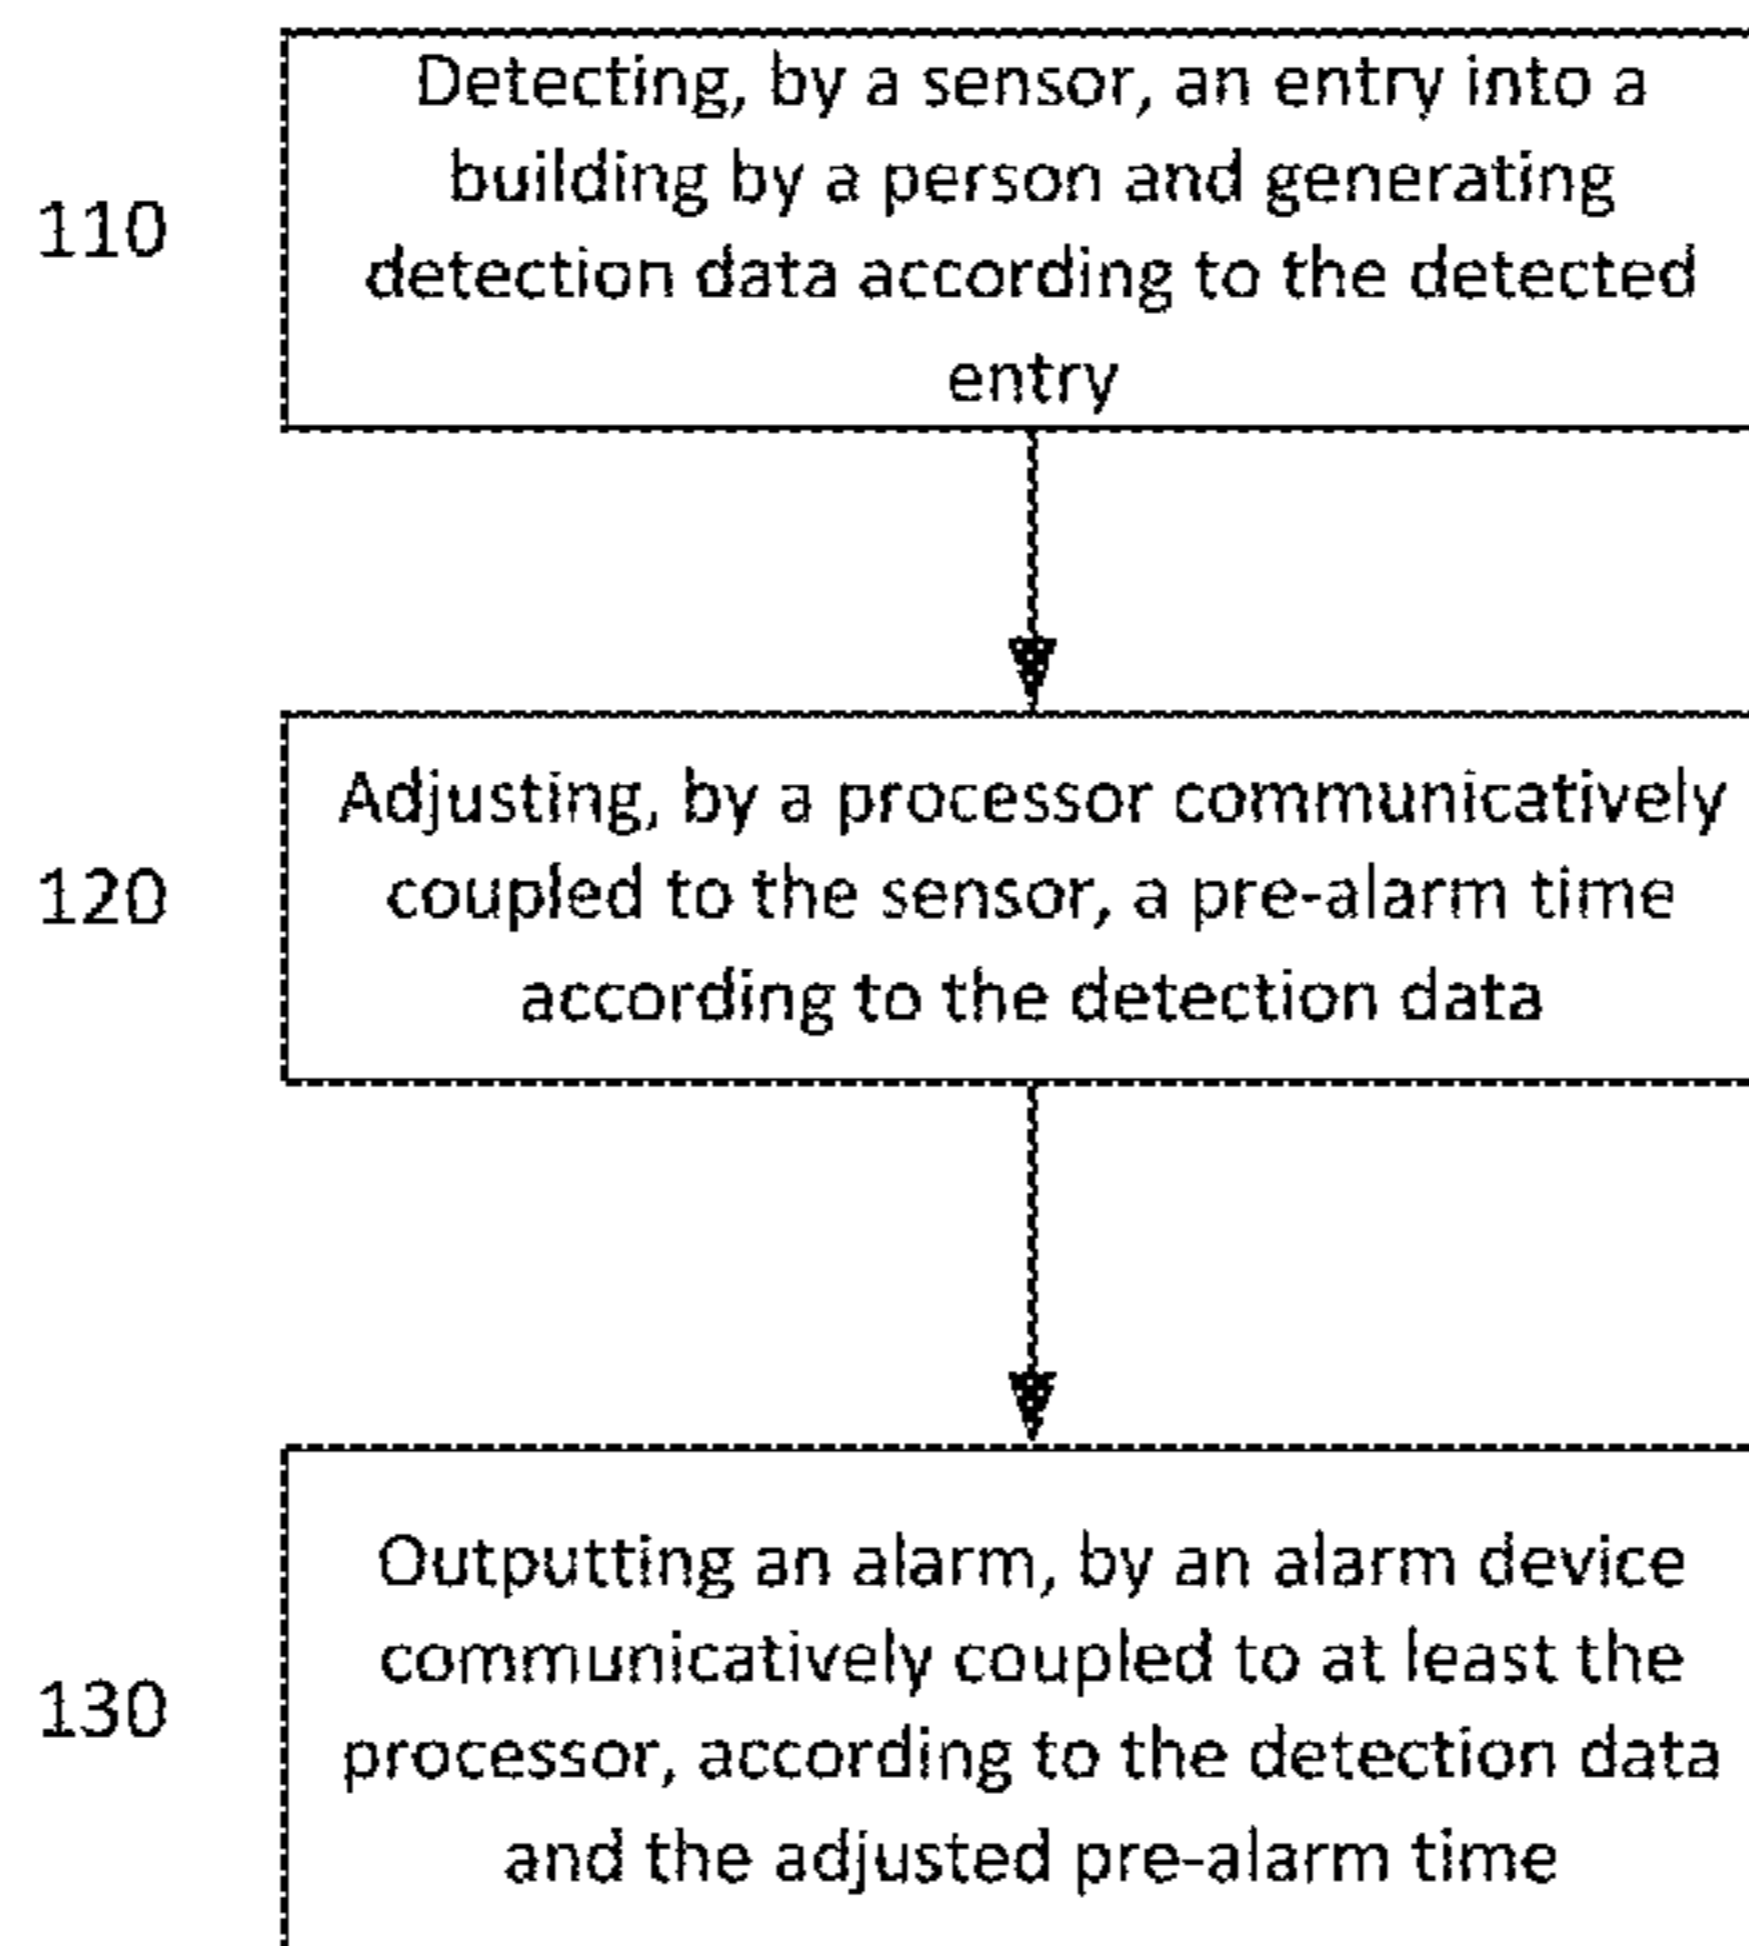 Detecting, by a sensor, an entry into a
building by a person and generating
110
detection data according to the detected
entry
Adjusting, by a processor communicatively
120
coupled to the sensor, a pre-alarm time
according to the detection data
Outputting an alarm, by an alarm device
communicatively coupled to at least the
130
processor, according to the detection data
and the adjusted pre-alarm time